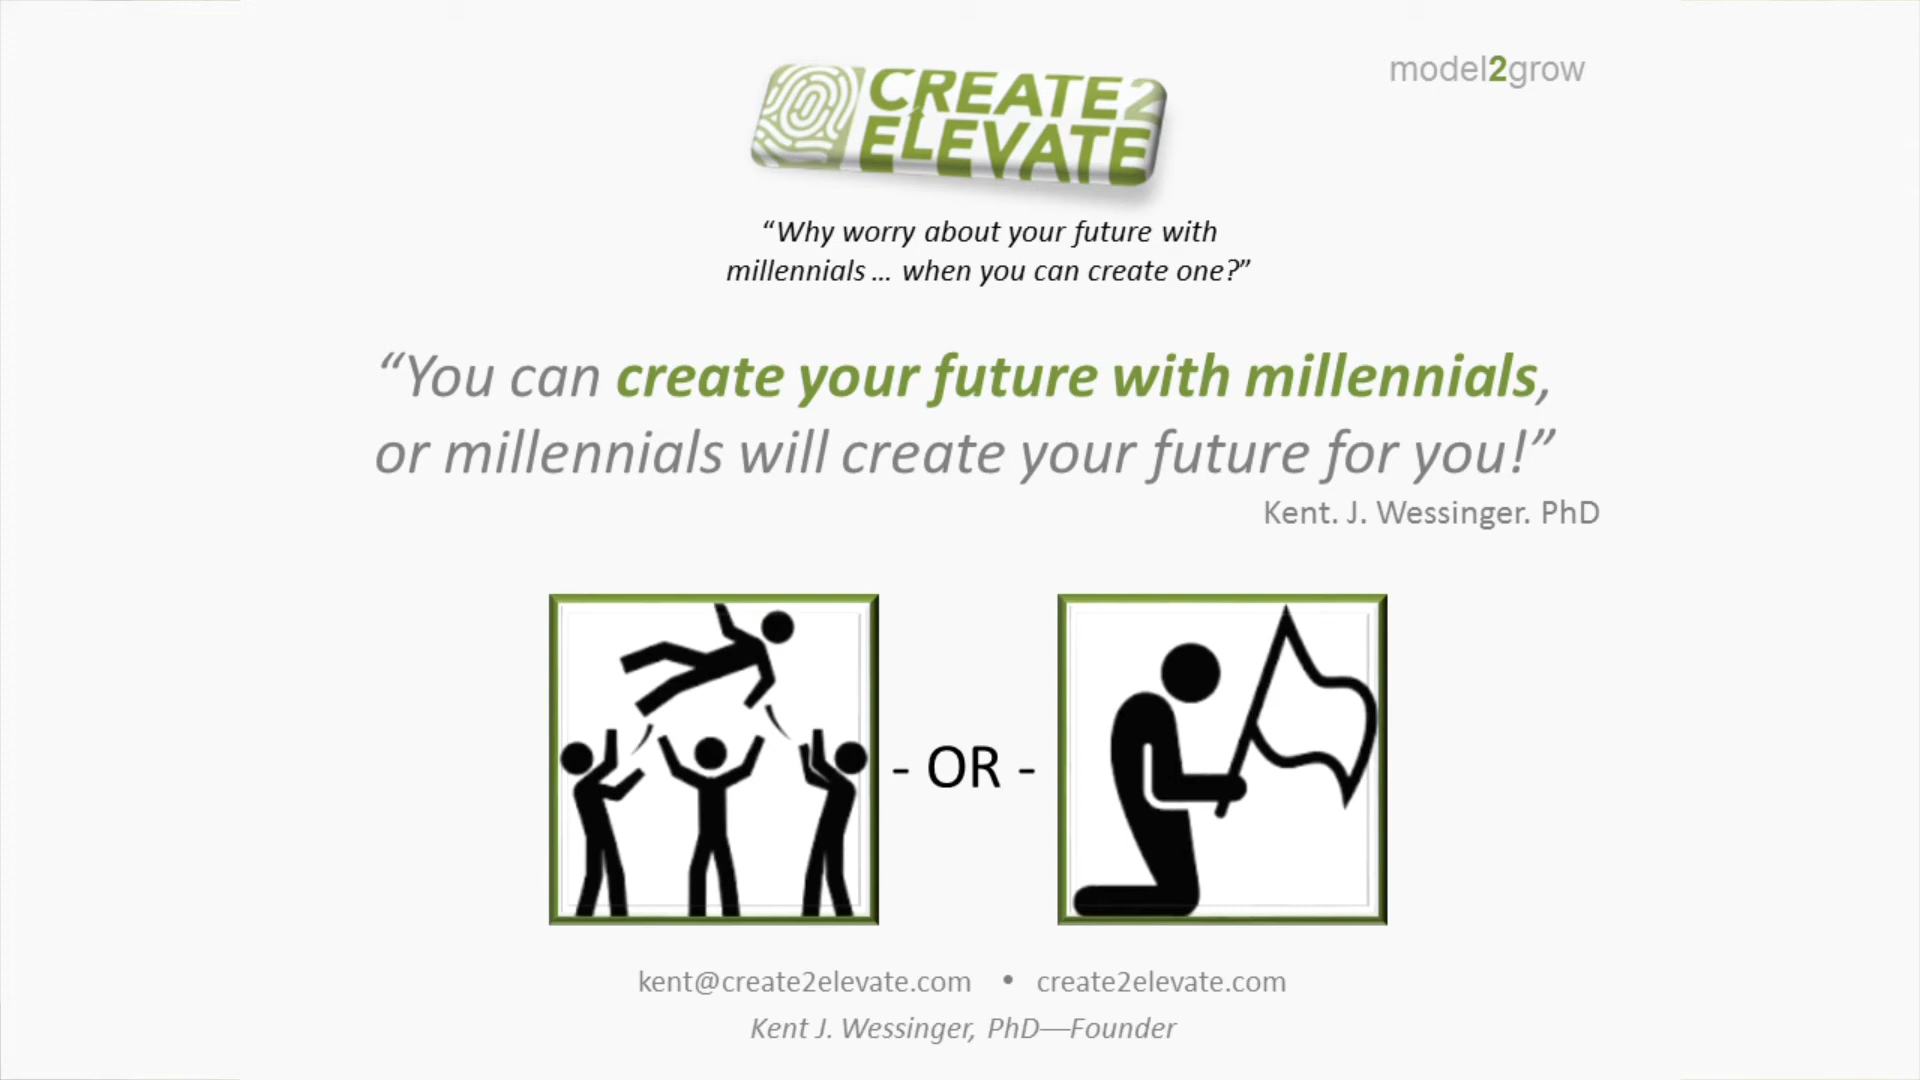 model2grow
CREATE2
ELEVATE
“Why worry about your future with
millennials ... when you can create one?”
“You can create your future with millennials,
or millennials will create your future for you!”
Kent. J. Wessinger. PhD
- OR -
kent@create2elevate.com • create2elevate.com
Kent J. Wessinger, PhD—Founder